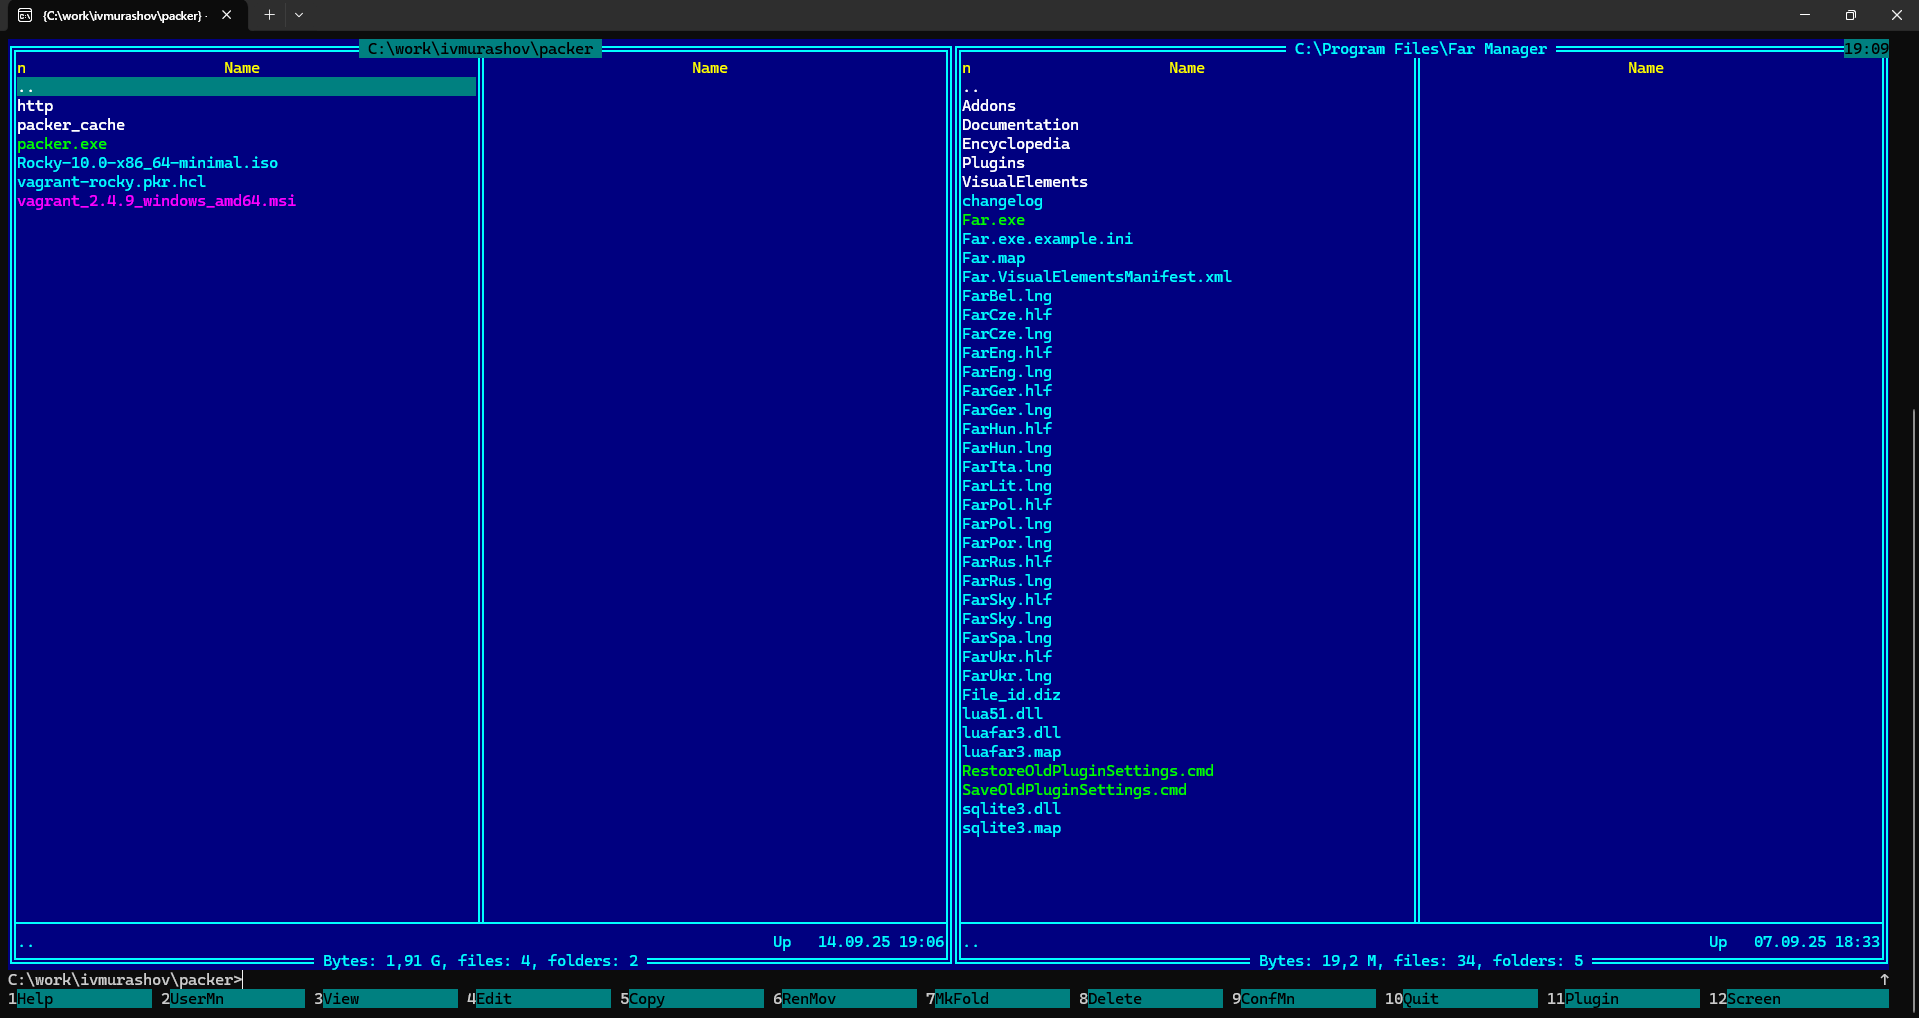 {C:\work\ivmurashov\packer} -
C:\work\ivmurashov\packer
n Name Name
..
http
packer_cache
packer.exe
Rocky-10.0-x86_64-minimal.iso
vagrant-rocky.pkr.hcl
vagrant_2.4.9_windows_amd64.msi
.. Up 14.09.25 19:06
Bytes: 1,91 G, files: 4, folders: 2
C:\Program Files\Far Manager 19:09
n Name Name
..
Addons
Documentation
Encyclopedia
Plugins
VisualElements
changelog
Far.exe
Far.exe.example.ini
Far.map
Far.VisualElementsManifest.xml
FarBel.lng
FarCze.hlf
FarCze.lng
FarEng.hlf
FarEng.lng
FarGer.hlf
FarGer.lng
FarHun.hlf
FarHun.lng
FarIta.lng
FarLit.lng
FarPol.hlf
FarPol.lng
FarPor.lng
FarRus.hlf
FarRus.lng
FarSky.hlf
FarSky.lng
FarSpa.lng
FarUkr.hlf
FarUkr.lng
File_id.diz
lua51.dll
luafar3.dll
luafar3.map
RestoreOldPluginSettings.cmd
SaveOldPluginSettings.cmd
sqlite3.dll
sqlite3.map
.. Up 07.09.25 18:33
Bytes: 19,2 M, files: 34, folders: 5
C:\work\ivmurashov\packer> ↑
1Help 2UserMn 3View 4Edit 5Copy 6RenMov 7MkFold 8Delete 9ConfMn 10Quit 11Plugin 12Screen